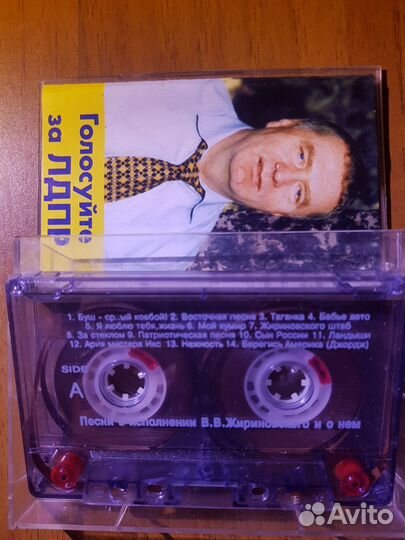 Голосуйте
за ЛДПР
1. Буш - ср.ый ковбой! 2. Восточная песня 3. Таганка 4. Бабье лето
5. Я люблю тебя,жизнь 6. Мой кумир 7. Жириновского штаб
8. За стеклом 9. Патриотическая песня 10. Сын России 11. Ландыши
12. Ария мистера Икс 13. Нежность 14. Берегись Америка (Джордж)
SIDE
A
Песни в исполнении В.В.Жириновского и о нем
Avito